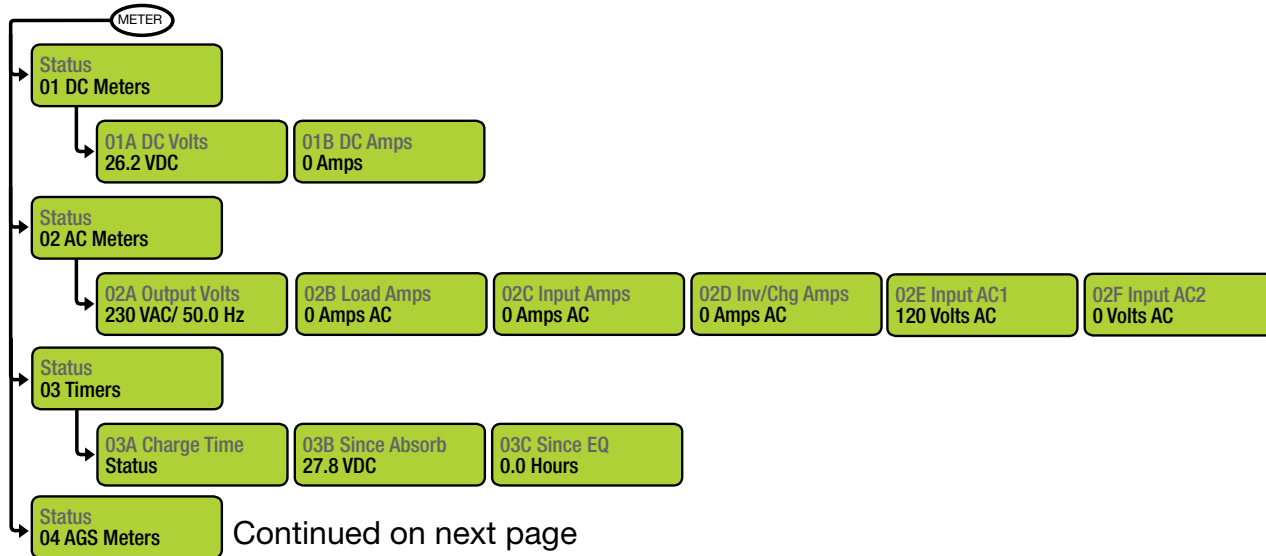 METER
Status
01 DC Meters
01A DC Volts
26.2 VDC
01B DC Amps
0 Amps
Status
02 AC Meters
02A Output Volts
230 VAC/ 50.0 Hz
02B Load Amps
0 Amps AC
02C Input Amps
0 Amps AC
02D Inv/Chg Amps
0 Amps AC
02E Input AC1
120 Volts AC
02F Input AC2
0 Volts AC
Status
03 Timers
03A Charge Time
Status
03B Since Absorb
27.8 VDC
03C Since EQ
0.0 Hours
Status
04 AGS Meters
Continued on next page